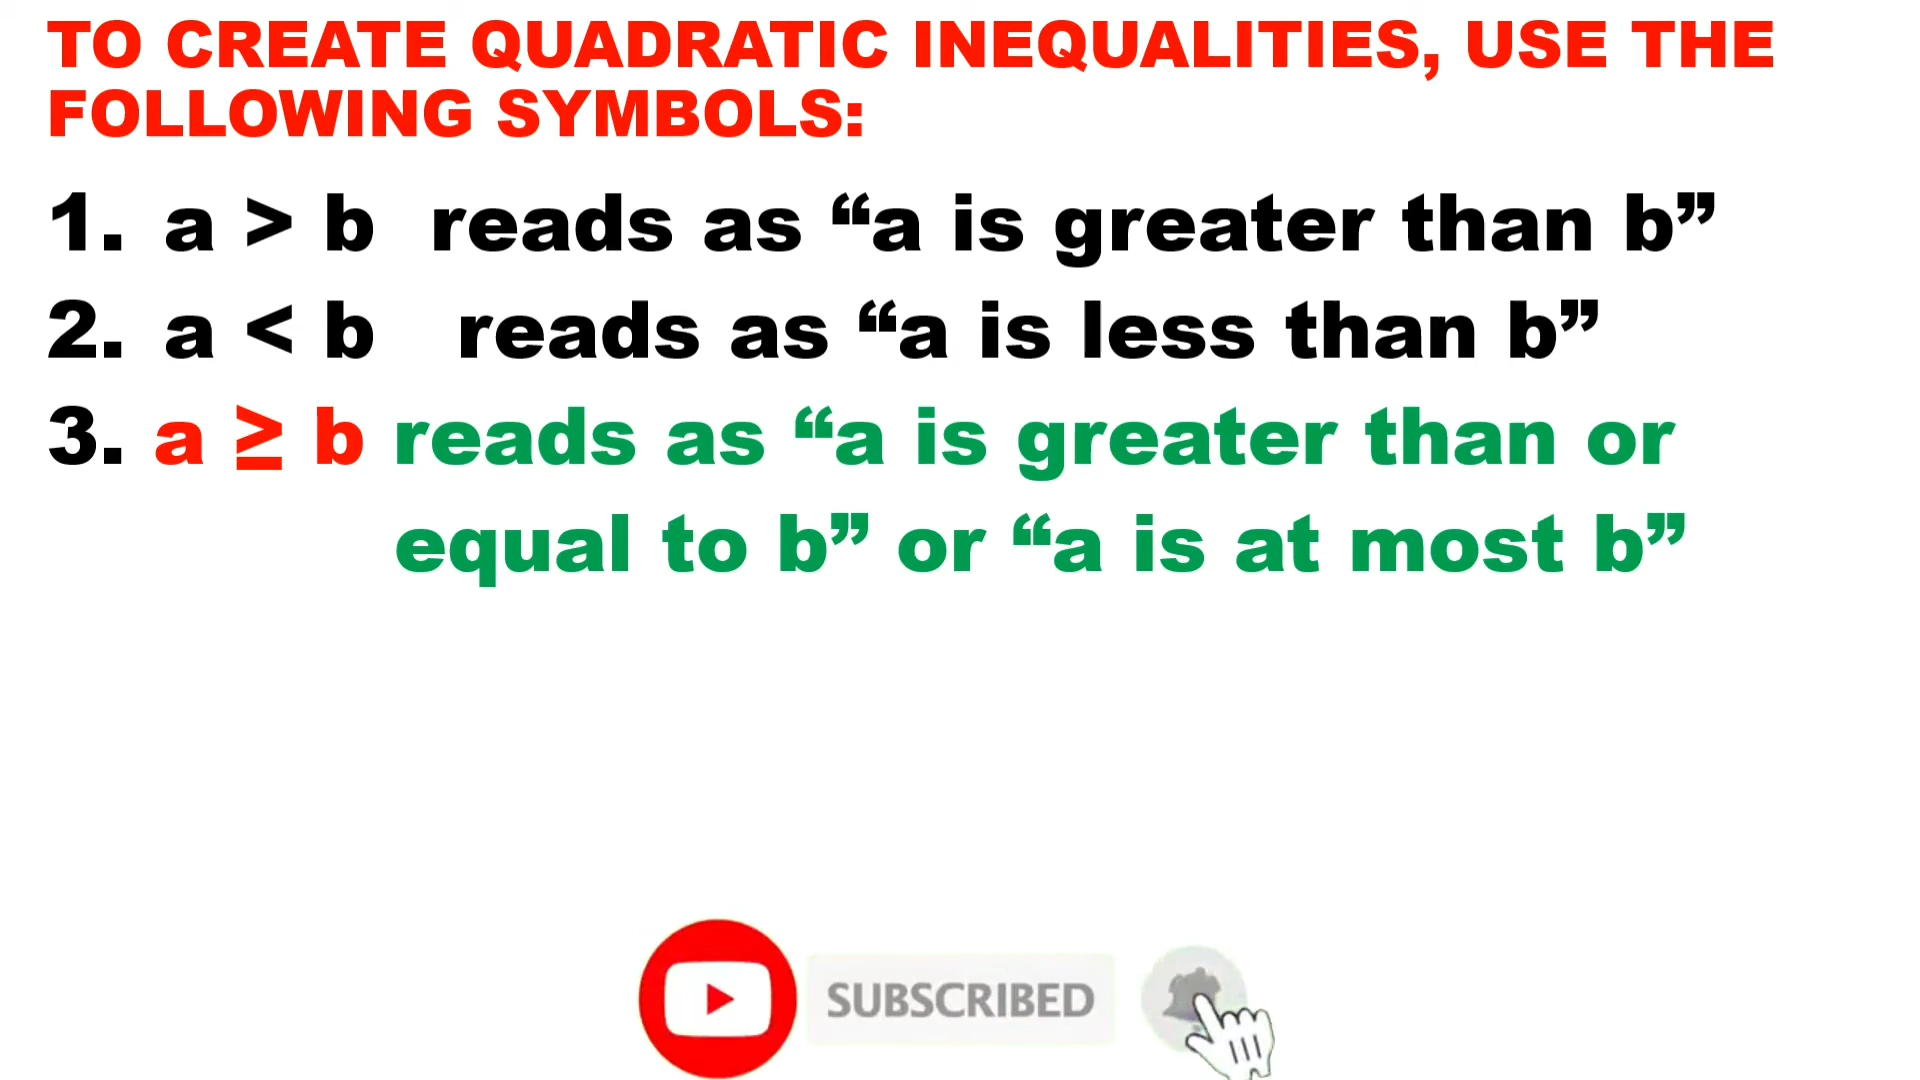 TO CREATE QUADRATIC INEQUALITIES, USE THE
FOLLOWING SYMBOLS:
1. a > b reads as “a is greater than b”
2. a < b reads as “a is less than b”
3. a ≥ b reads as “a is greater than or
equal to b” or “a is at most b”
SUBSCRIBED